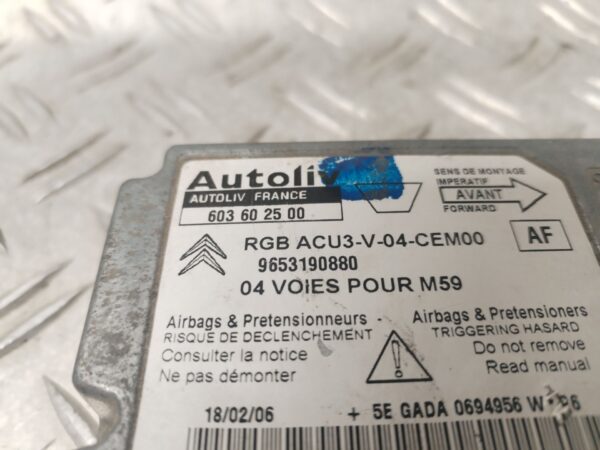 Autoliv
AUTOLIV FRANCE
603 60 25 00
SENS DE MONTAGE
IMPERATIF
AVANT
FORWARD
RGB ACU3-V-04-CEM00
AF
9653190880
04 VOIES POUR M59
Airbags & Pretensionneurs
RISQUE DE DECLENCHEMENT
Consulter la notice
Ne pas démonter
Airbags & Pretensioners
TRIGGERING HASARD
Do not remove
Read manual
18/02/06
+ 5E GADA 0694956 W